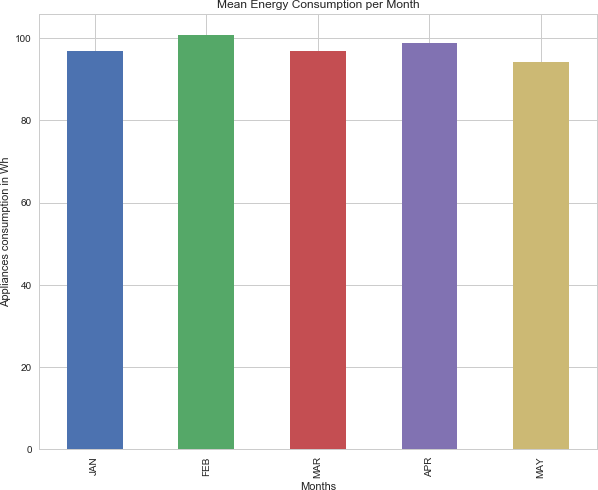 Mean Energy Consumption per Month
Appliances consumption in Wh
100
80
60
40
20
0
JAN
FEB
MAR
APR
MAY
Months